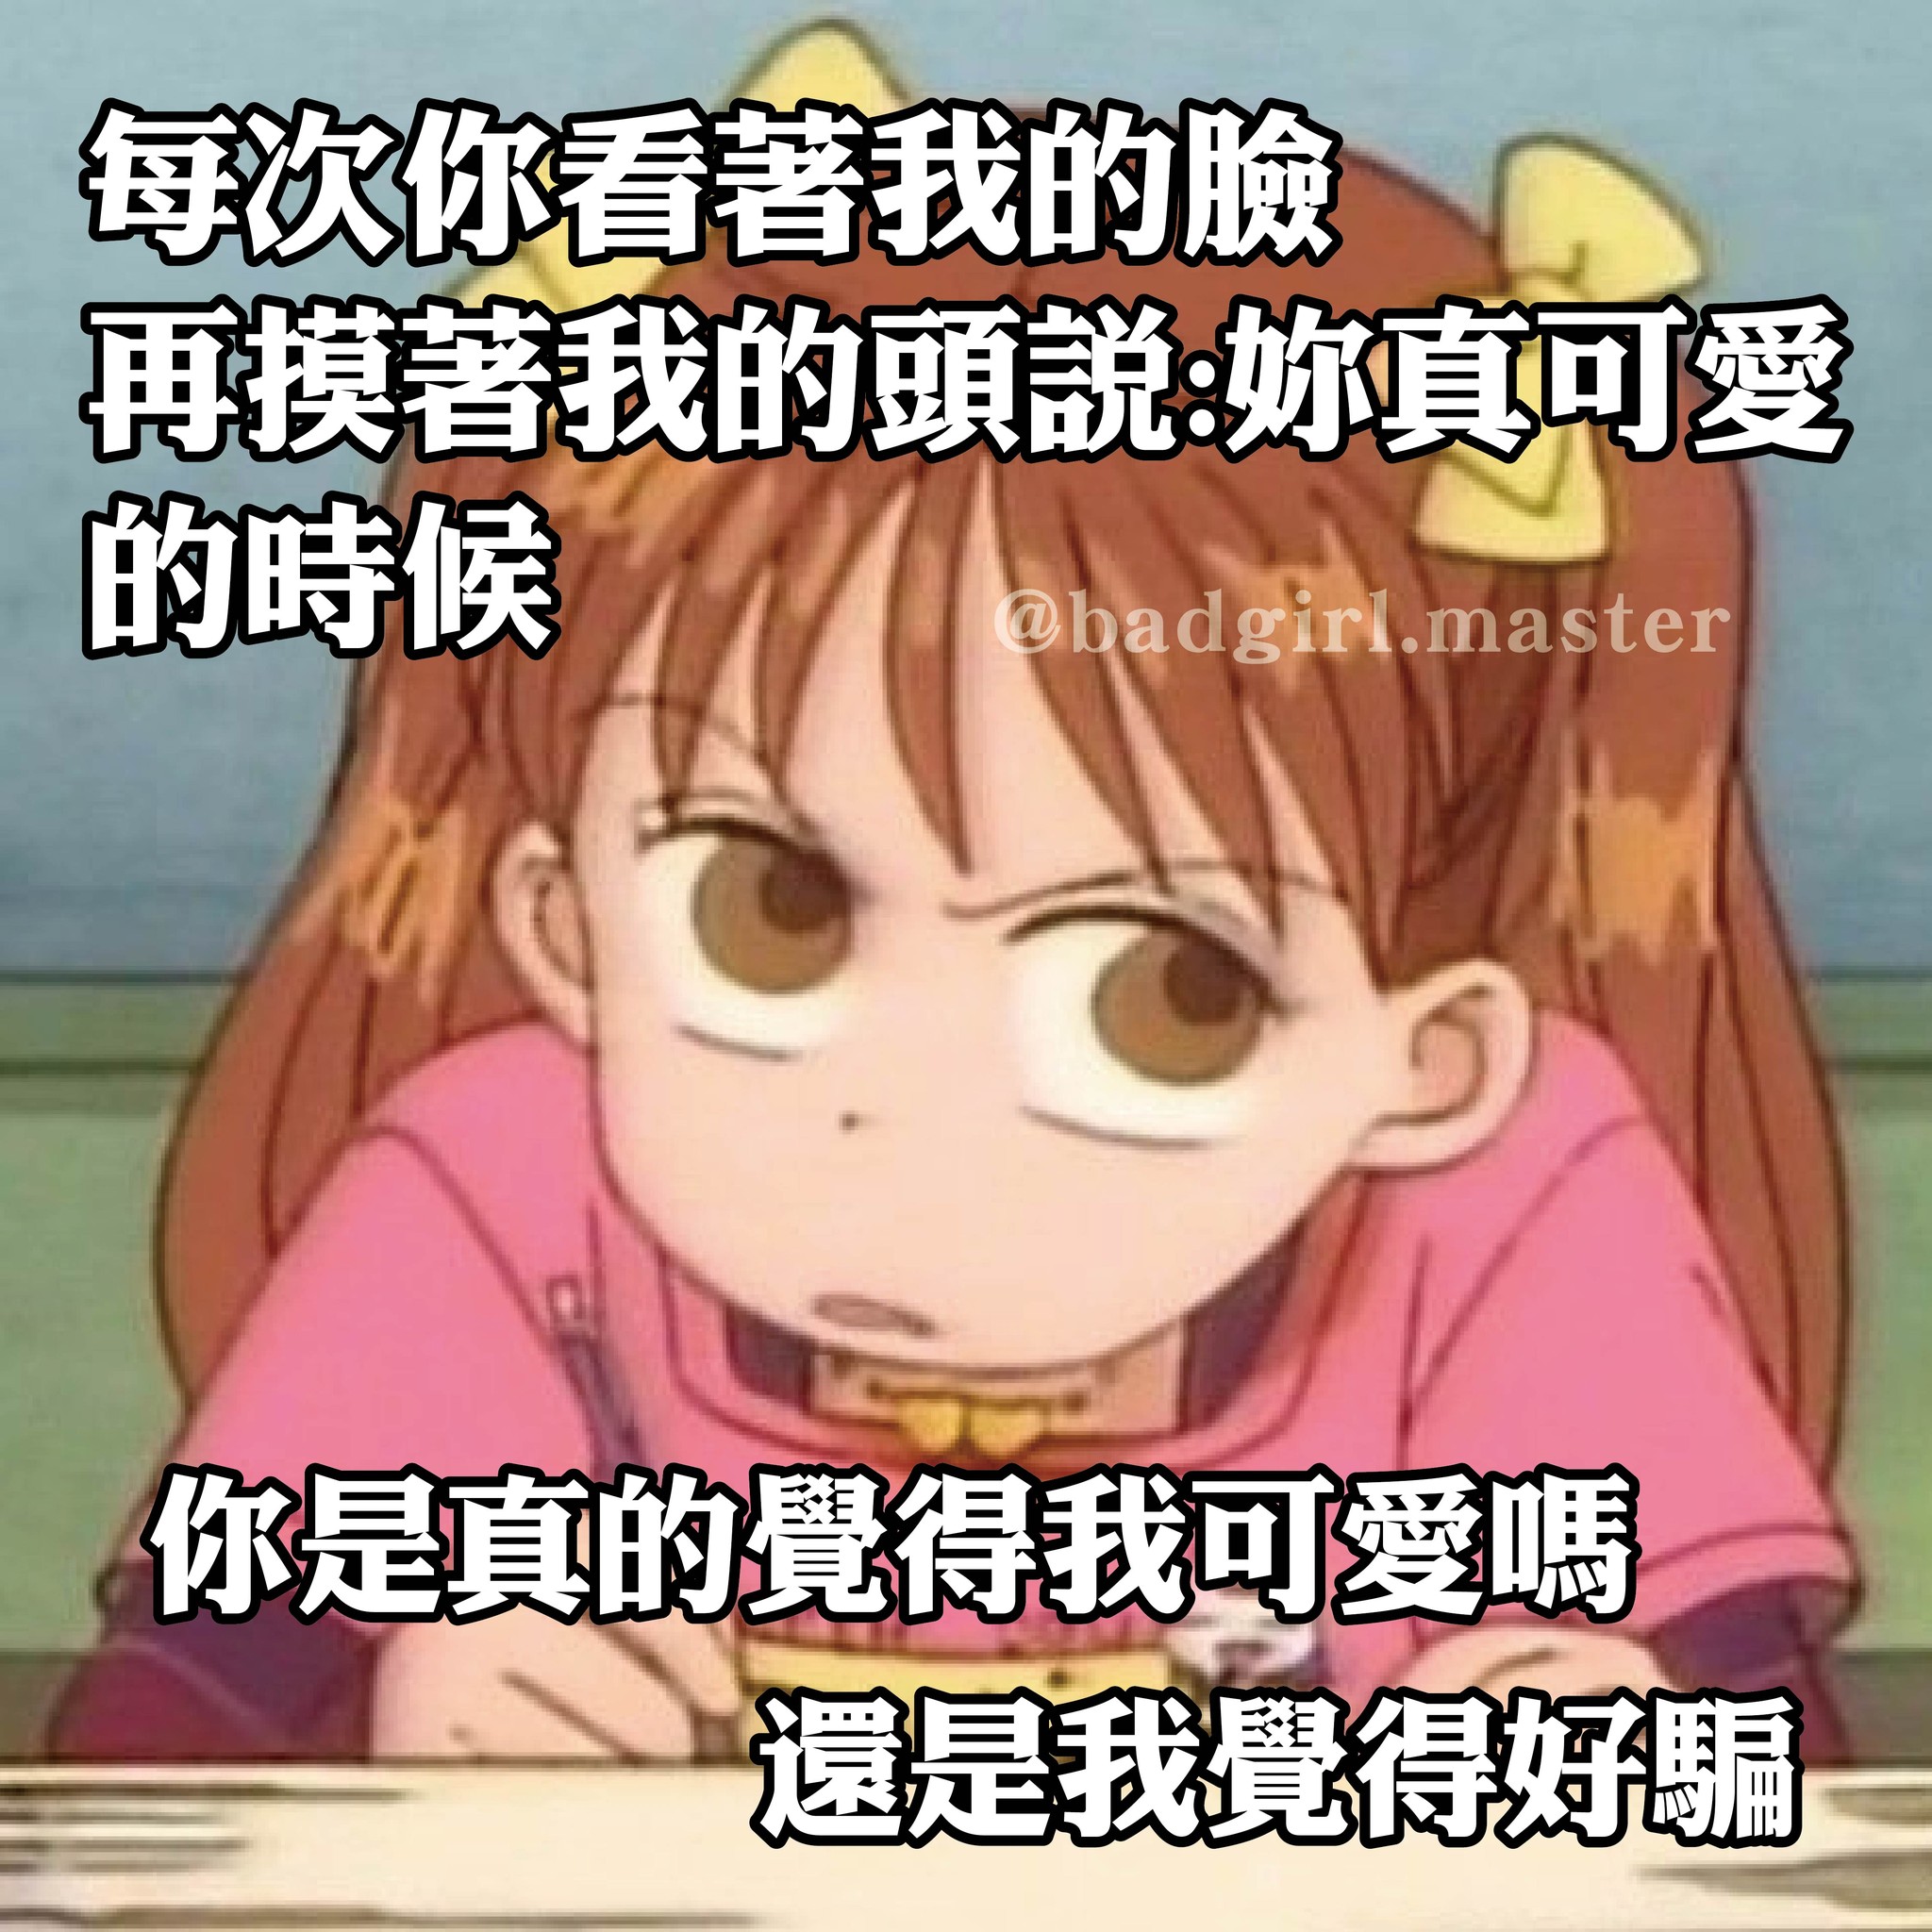 每次你看著我的臉
再摸著我的頭説:妳真可愛
的時候
@badgirl.master
你是真的覺得我可愛嗎
還是我覺得好騙